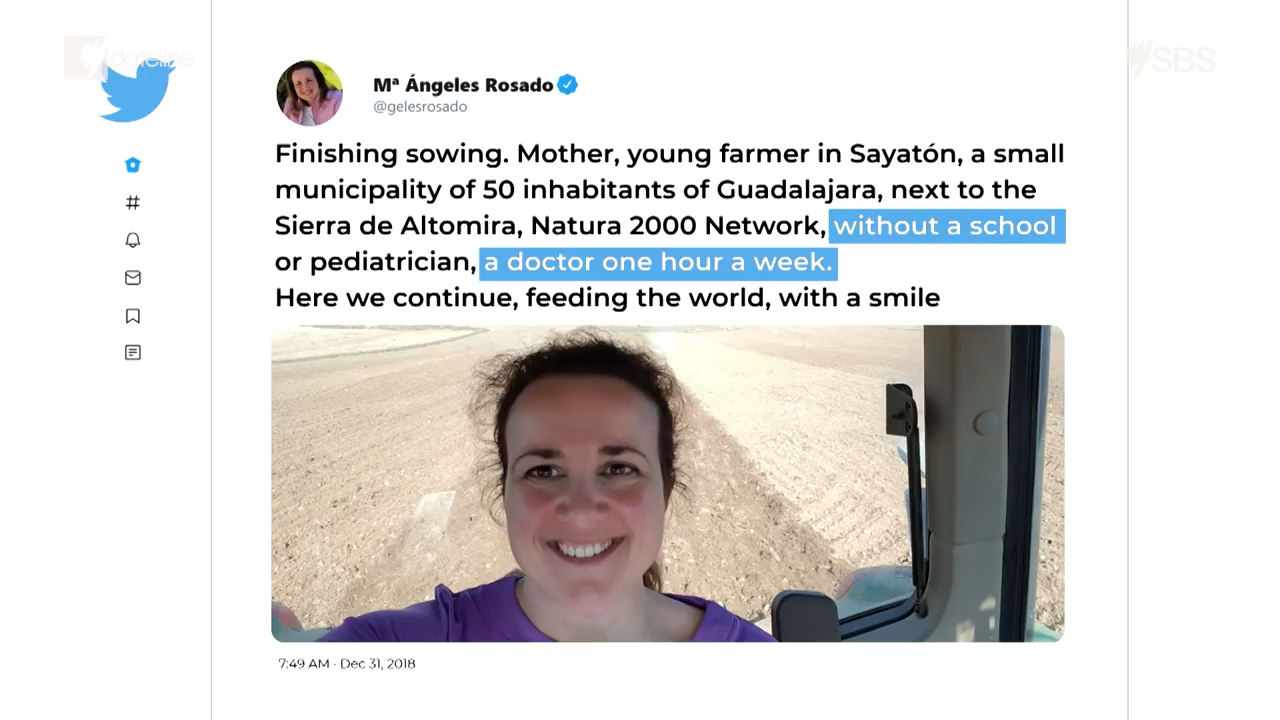 dateline
SBS
Mª Ángeles Rosado
@gelesrosado
Finishing sowing. Mother, young farmer in Sayatón, a small
municipality of 50 inhabitants of Guadalajara, next to the
Sierra de Altomira, Natura 2000 Network, without a school
or pediatrician, a doctor one hour a week.
Here we continue, feeding the world, with a smile
7:49 AM · Dec 31, 2018